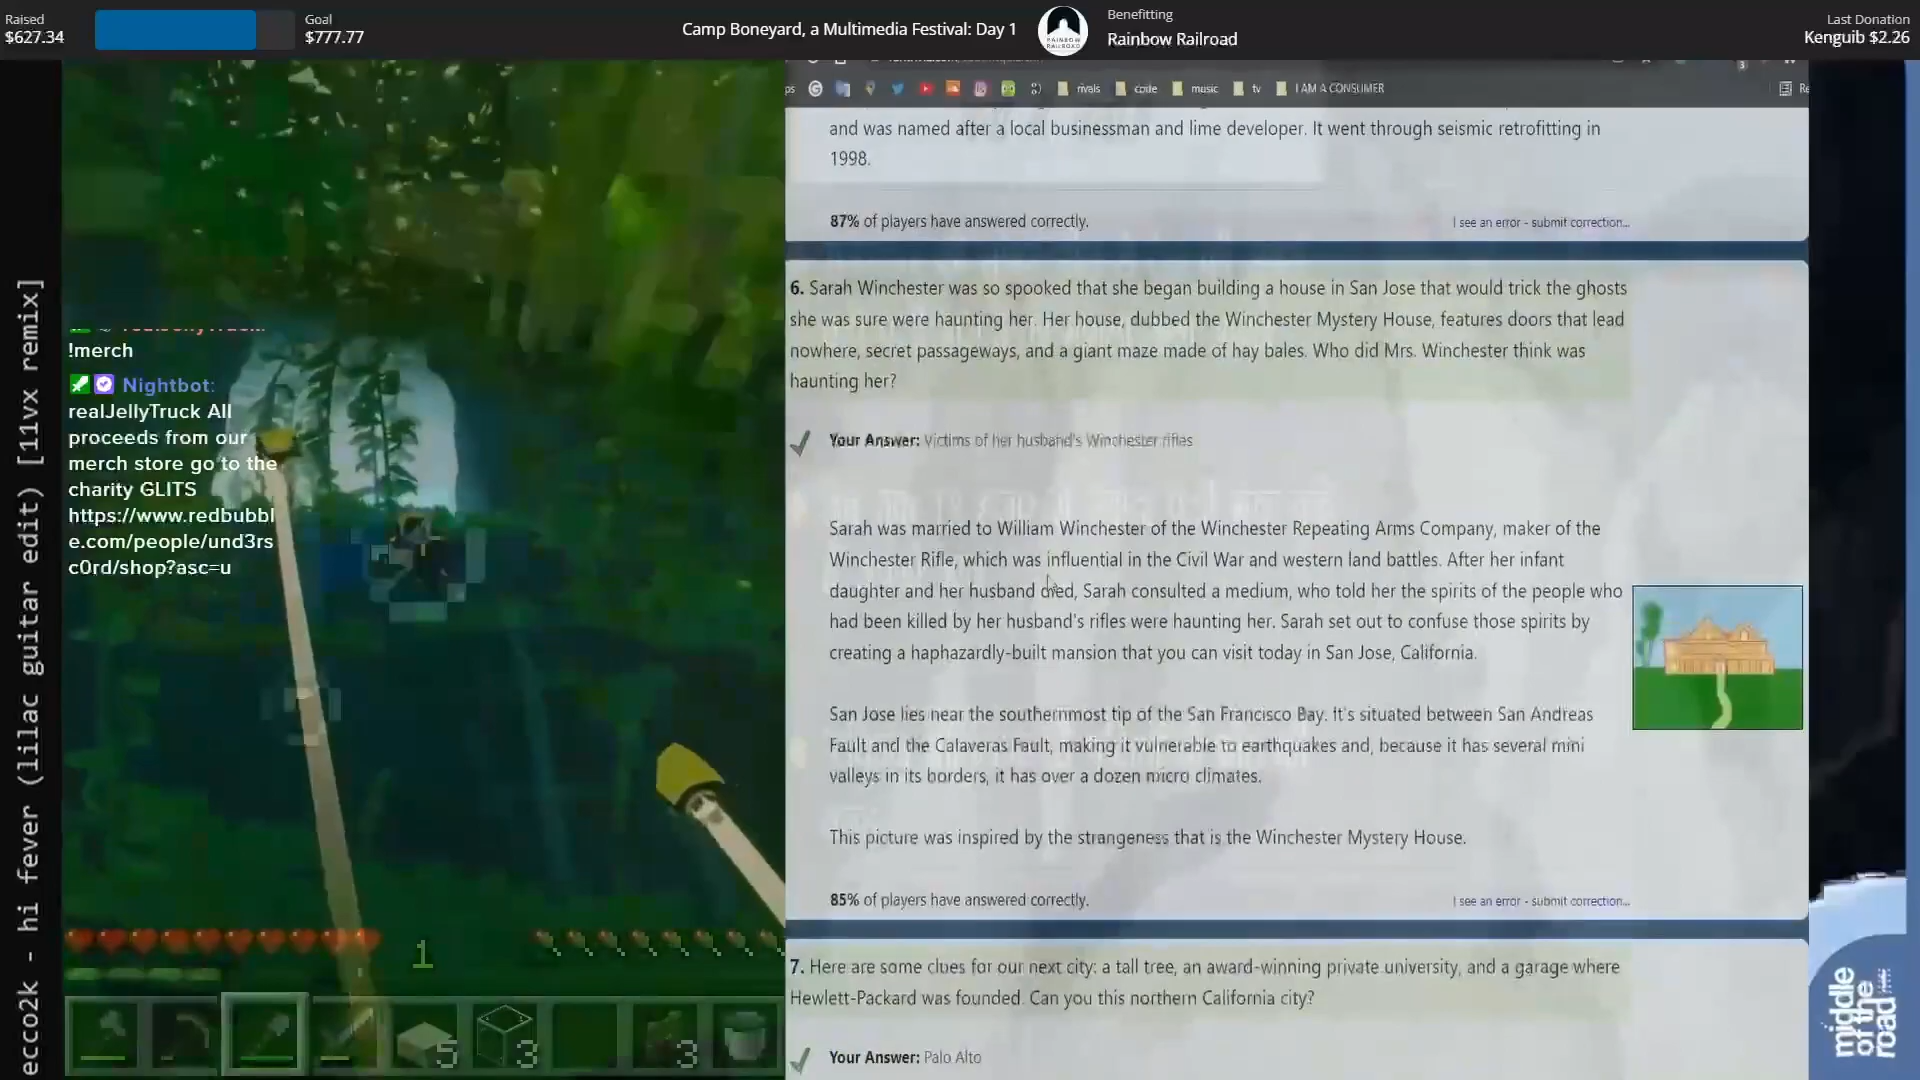 Raised
$627.34
Goal
$777.77
Camp Boneyard, a Multimedia Festival: Day 1
RAINBOW
RAILROAD
Benefitting
Rainbow Railroad
Last Donation
Kenguib $2.26
rivals
code
music
tv
I AM A CONSUMER
Re
and was named after a local businessman and lime developer. It went through seismic retrofitting in
1998.
87% of players have answered correctly.
I see an error - submit correction...
6. Sarah Winchester was so spooked that she began building a house in San Jose that would trick the ghosts
she was sure were haunting her. Her house, dubbed the Winchester Mystery House, features doors that lead
nowhere, secret passageways, and a giant maze made of hay bales. Who did Mrs. Winchester think was
haunting her?
Your Answer: Victims of her husband's Winchester rifles
Sarah was married to William Winchester of the Winchester Repeating Arms Company, maker of the
Winchester Rifle, which was influential in the Civil War and western land battles. After her infant
daughter and her husband died, Sarah consulted a medium, who told her the spirits of the people who
had been killed by her husband's rifles were haunting her. Sarah set out to confuse those spirits by
creating a haphazardly-built mansion that you can visit today in San Jose, California.
San Jose lies near the southernmost tip of the San Francisco Bay. It's situated between San Andreas
Fault and the Calaveras Fault, making it vulnerable to earthquakes and, because it has several mini
valleys in its borders, it has over a dozen micro climates.
This picture was inspired by the strangeness that is the Winchester Mystery House.
85% of players have answered correctly.
I see an error - submit correction...
7. Here are some clues for our next city: a tall tree, an award-winning private university, and a garage where
Hewlett-Packard was founded. Can you this northern California city?
Your Answer: Palo Alto
!merch
Nightbot:
realJellyTruck All
proceeds from our
merch store go to the
charity GLITS
https://www.redbubbl
e.com/people/und3rs
c0rd/shop?asc=u
1
5
3
3
ecco2k - hi fever (lilac guitar edit) [11vx remix]
middle
of the
road